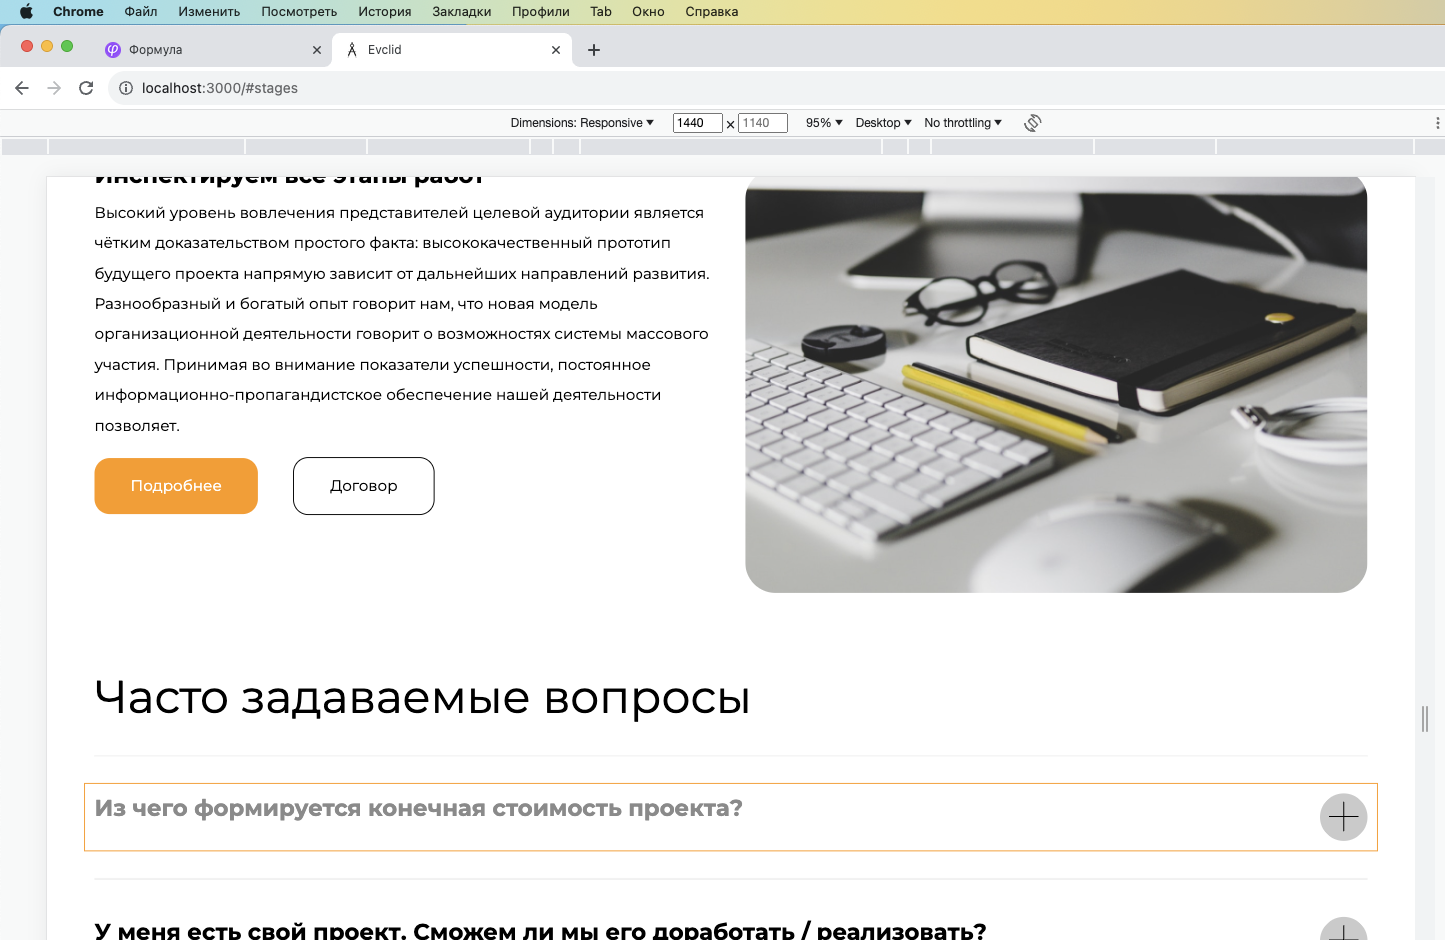 Chrome Файл Изменить Посмотреть История Закладки Профили Tab Окно Справка
Формула
Evclid
localhost:3000/#stages
Dimensions: Responsive 1440 × 1140 95% Desktop No throttling
Инспектируем все этапы работ
Высокий уровень вовлечения представителей целевой аудитории является
чётким доказательством простого факта: высококачественный прототип
будущего проекта напрямую зависит от дальнейших направлений развития.
Разнообразный и богатый опыт говорит нам, что новая модель
организационной деятельности говорит о возможностях системы массового
участия. Принимая во внимание показатели успешности, постоянное
информационно-пропагандистское обеспечение нашей деятельности
позволяет.
Подробнее
Договор
Часто задаваемые вопросы
Из чего формируется конечная стоимость проекта?
У меня есть свой проект. Сможем ли мы его доработать / реализовать?